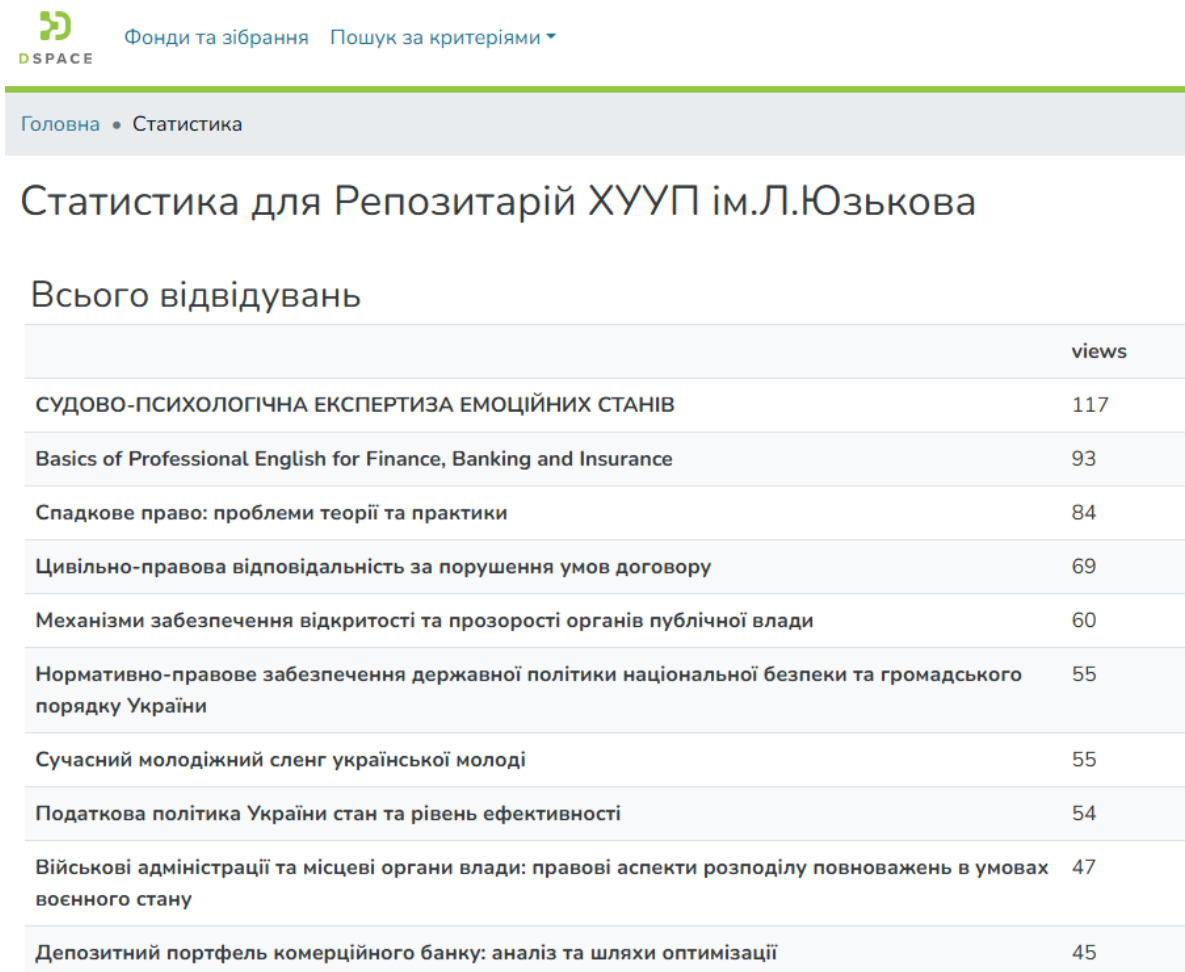 DSPACE
Фонди та зібрання Пошук за критеріями
Головна • Статистика
Статистика для Репозитарій ХУУП ім.Л.Юзькова
Всього відвідувань
views
СУДОВО-ПСИХОЛОГІЧНА ЕКСПЕРТИЗА ЕМОЦІЙНИХ СТАНІВ 117
Basics of Professional English for Finance, Banking and Insurance 93
Спадкове право: проблеми теорії та практики 84
Цивільно-правова відповідальність за порушення умов договору 69
Механізми забезпечення відкритості та прозорості органів публічної влади 60
Нормативно-правове забезпечення державної політики національної безпеки та громадського 55
порядку України
Сучасний молодіжний сленг української молоді 55
Податкова політика України стан та рівень ефективності 54
Військові адміністрації та місцеві органи влади: правові аспекти розподілу повноважень в умовах 47
воєнного стану
Депозитний портфель комерційного банку: аналіз та шляхи оптимізації 45